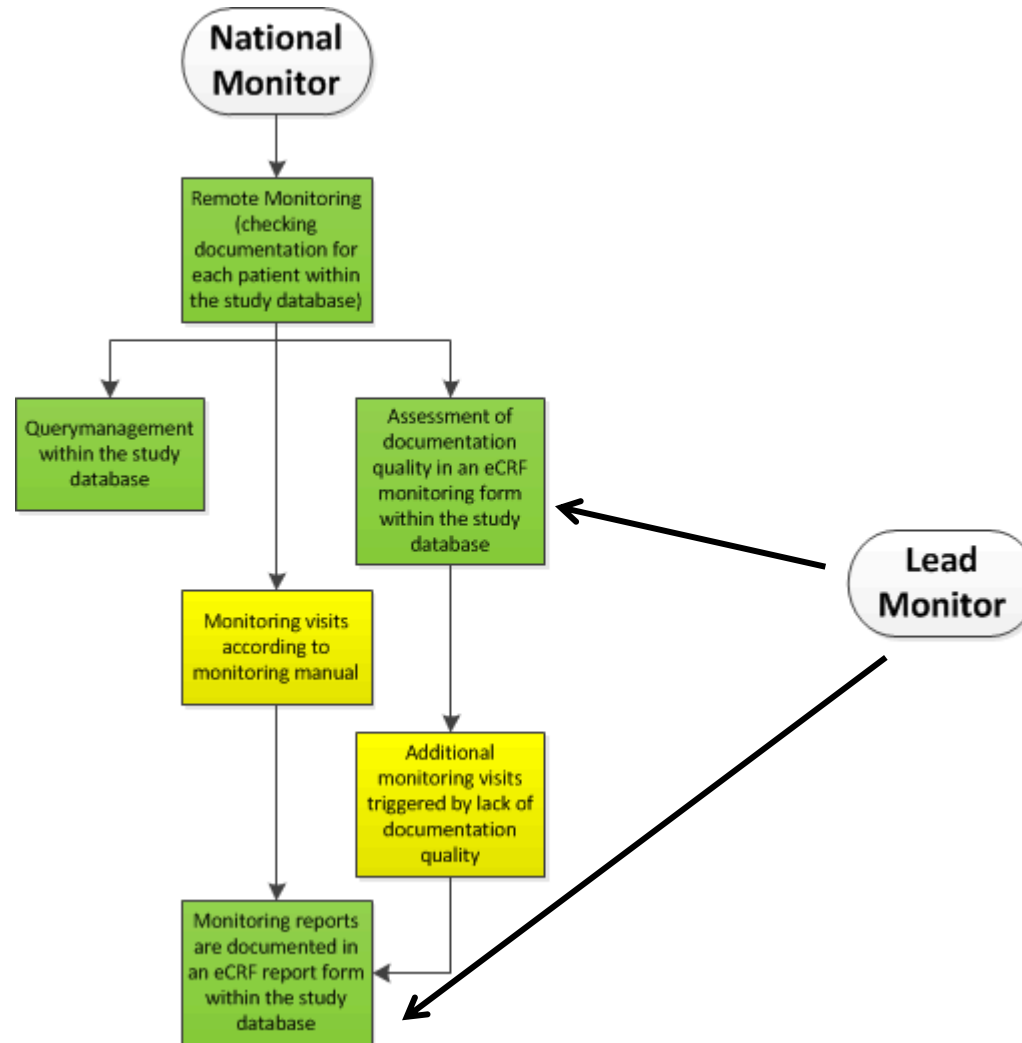 National
Monitor
Remote Monitoring
(checking
documentation for
each patient within
the study database)
Querymanagement
within the study
database
Assessment of
documentation
quality in an eCRF
monitoring form
within the study
database
Lead
Monitor
Monitoring visits
according to
monitoring manual
Additional
monitoring visits
triggered by lack of
documentation
quality
Monitoring reports
are documented in
an eCRF report form
within the study
database